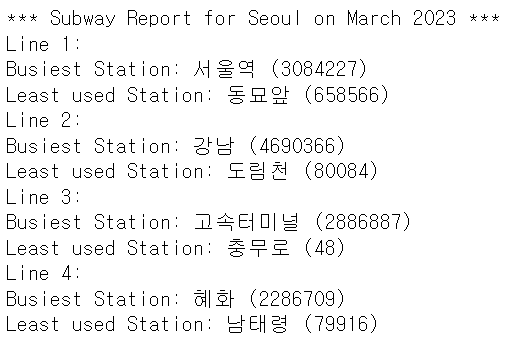 *** Subway Report for Seoul on March 2023 ***
Line 1:
Busiest Station: 서울역 (3084227)
Least used Station: 동묘앞 (658566)
Line 2:
Busiest Station: 강남 (4690366)
Least used Station: 도림천 (80084)
Line 3:
Busiest Station: 고속터미널 (2886887)
Least used Station: 충무로 (48)
Line 4:
Busiest Station: 혜화 (2286709)
Least used Station: 남태령 (79916)